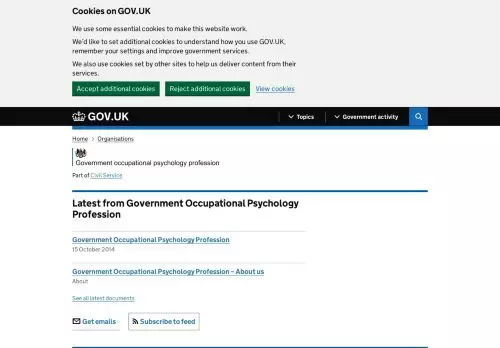 Cookies on GOV.UK
We use some essential cookies to make this website work.
We'd like to set additional cookies to understand how you use GOV.UK,
remember your settings and improve government services.
We also use cookies set by other sites to help us deliver content from their
services.
Accept additional cookies Reject additional cookies View cookies
GOV.UK Topics Government activity
Home Organisations
Government occupational psychology profession
Part of Civil Service
Latest from Government Occupational Psychology
Profession
Government Occupational Psychology Profession
15 October 2014
Government Occupational Psychology Profession – About us
About
See all latest documents
Get emails Subscribe to feed